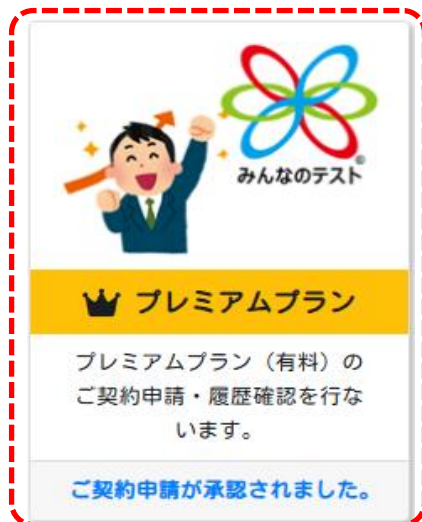 みんなのテスト®
プレミアムプラン
プレミアムプラン（有料）の
ご契約申請・履歴確認を行な
います。
ご契約申請が承認されました。